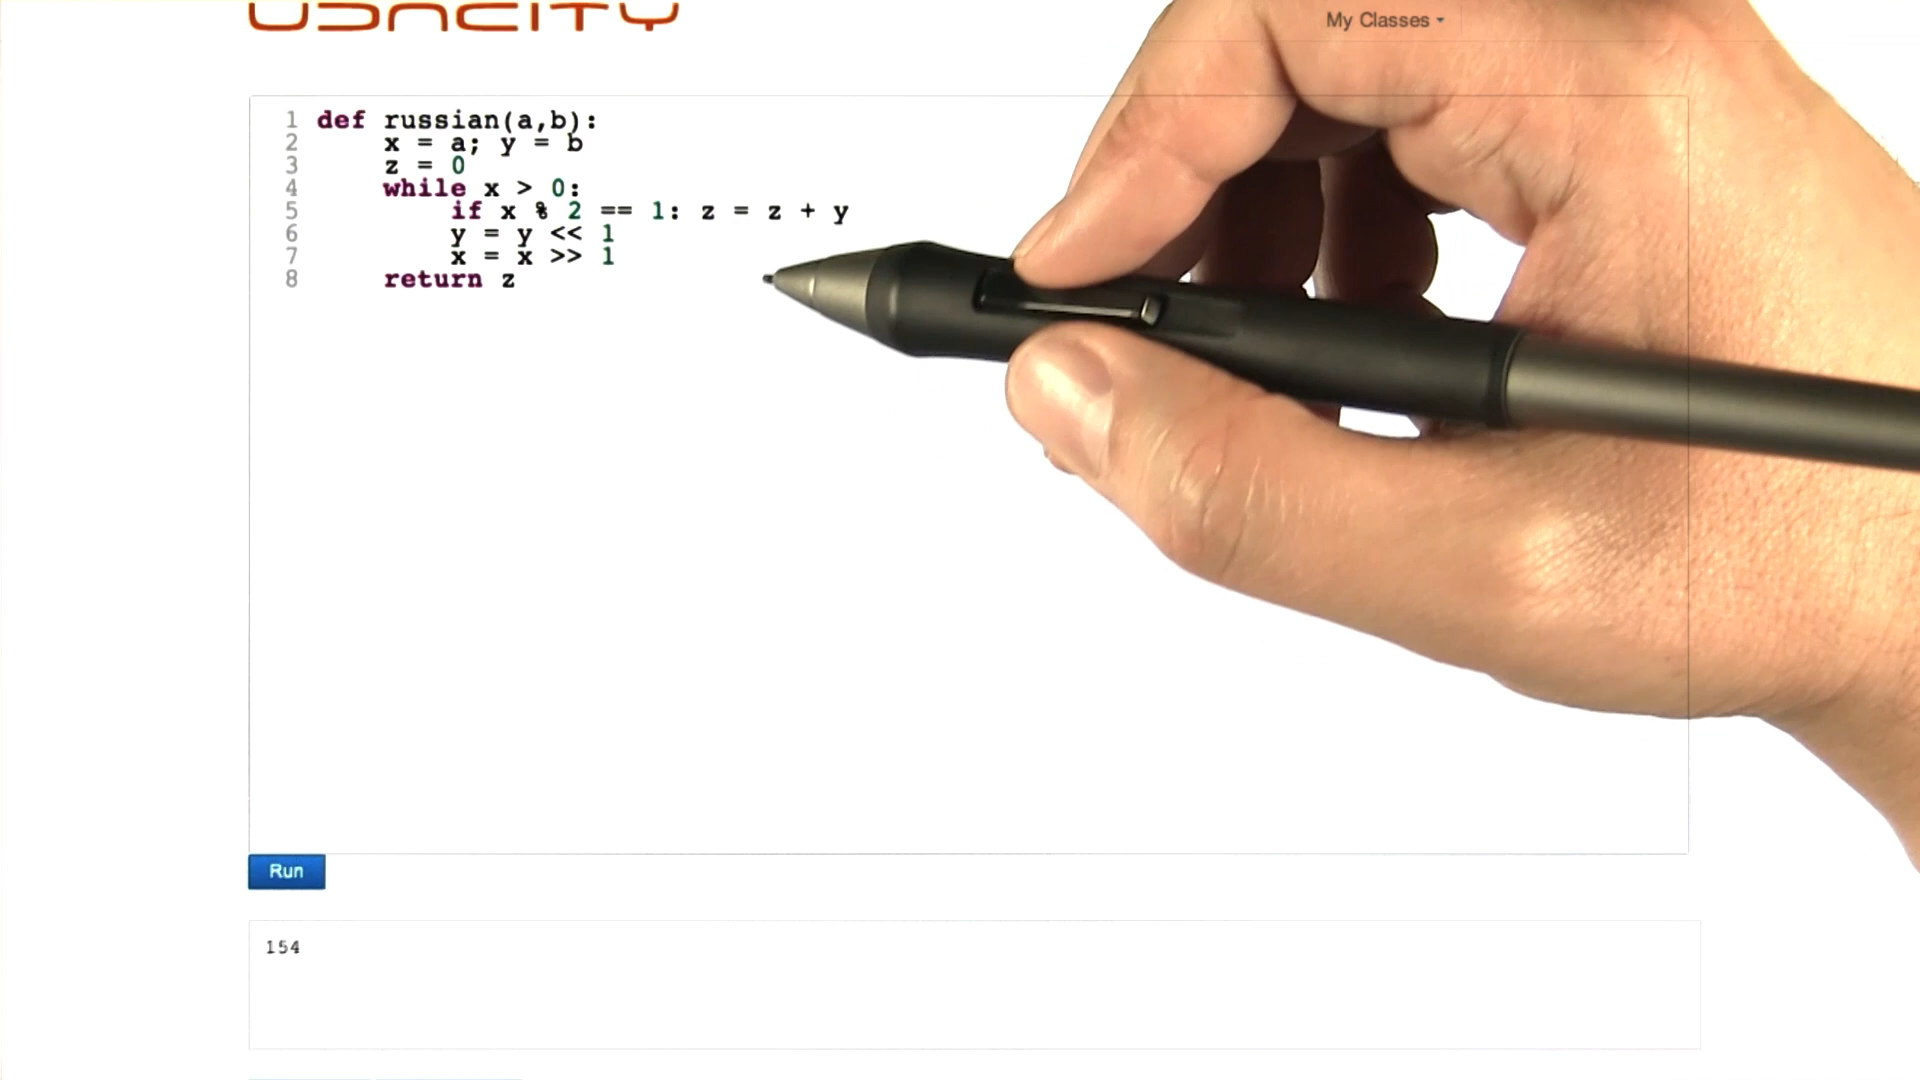 UDACITY
My Classes
1 def russian(a,b):
2 x = a; y = b
3 z = 0
4 while x > 0:
5 if x % 2 == 1: z = z + y
6 y = y << 1
7 x = x >> 1
8 return z
Run
154